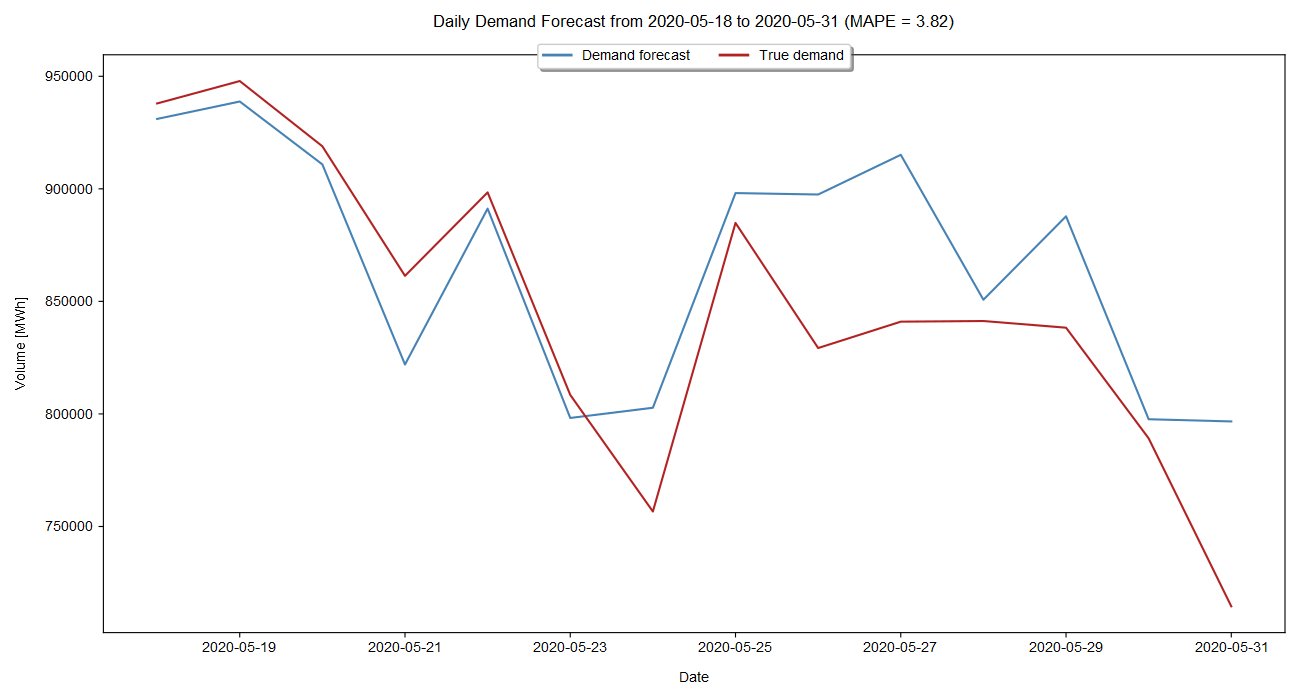 Daily Demand Forecast from 2020-05-18 to 2020-05-31 (MAPE = 3.82)
Demand forecast True demand
950000
900000
850000
800000
750000
Volume [MWh]
2020-05-19 2020-05-21 2020-05-23 2020-05-25 2020-05-27 2020-05-29 2020-05-31
Date